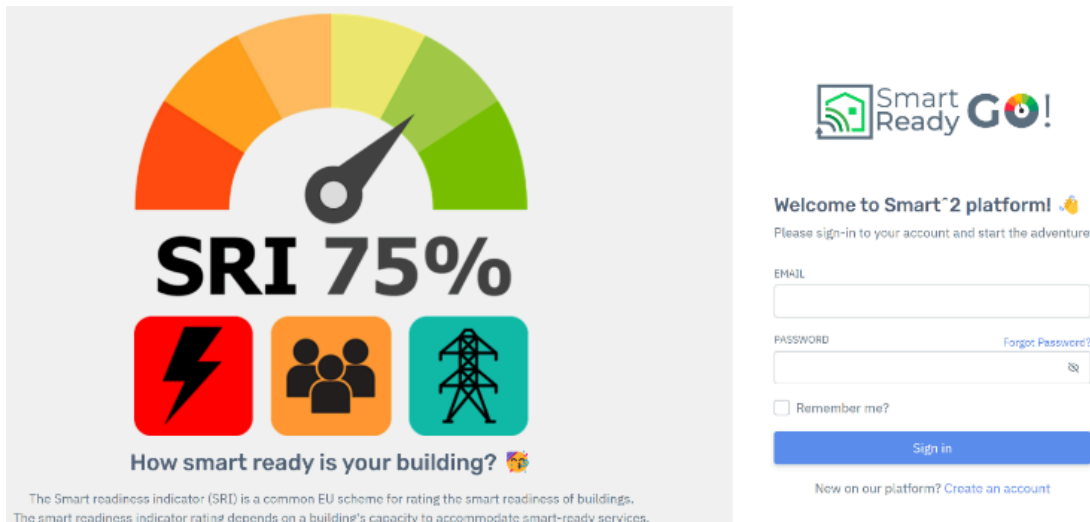 SRI 75%
How smart ready is your building?
The Smart readiness indicator (SRI) is a common EU scheme for rating the smart readiness of buildings.
The smart readiness indicator rating depends on a building's capacity to accommodate smart-ready services.
Smart
Ready GO!
Welcome to Smart^2 platform!
Please sign-in to your account and start the adventure
EMAIL
PASSWORD Forgot Password?
Remember me?
Sign in
New on our platform? Create an account